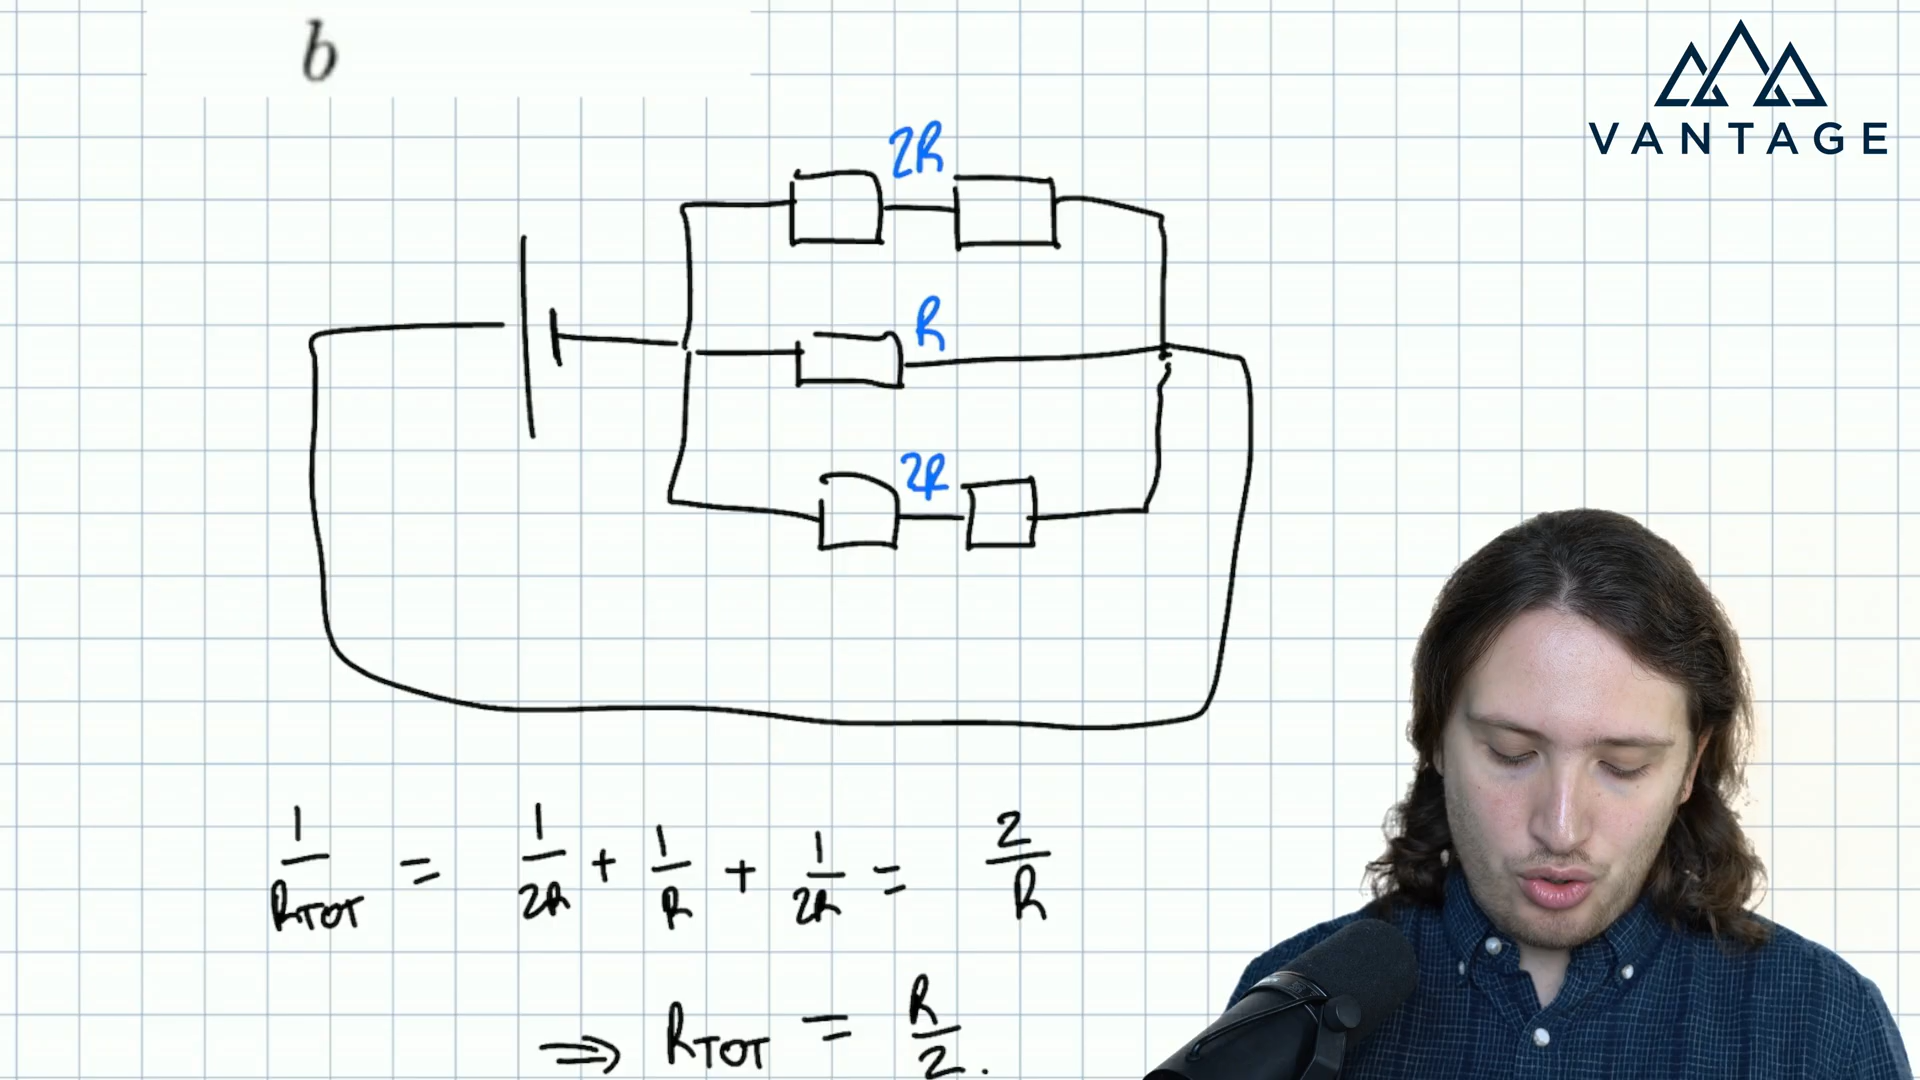 b
VANTAGE
2R
R
2R
1/R_TOT = 1/2R + 1/R + 1/2R = 2/R
⇒ R_TOT = R/2.